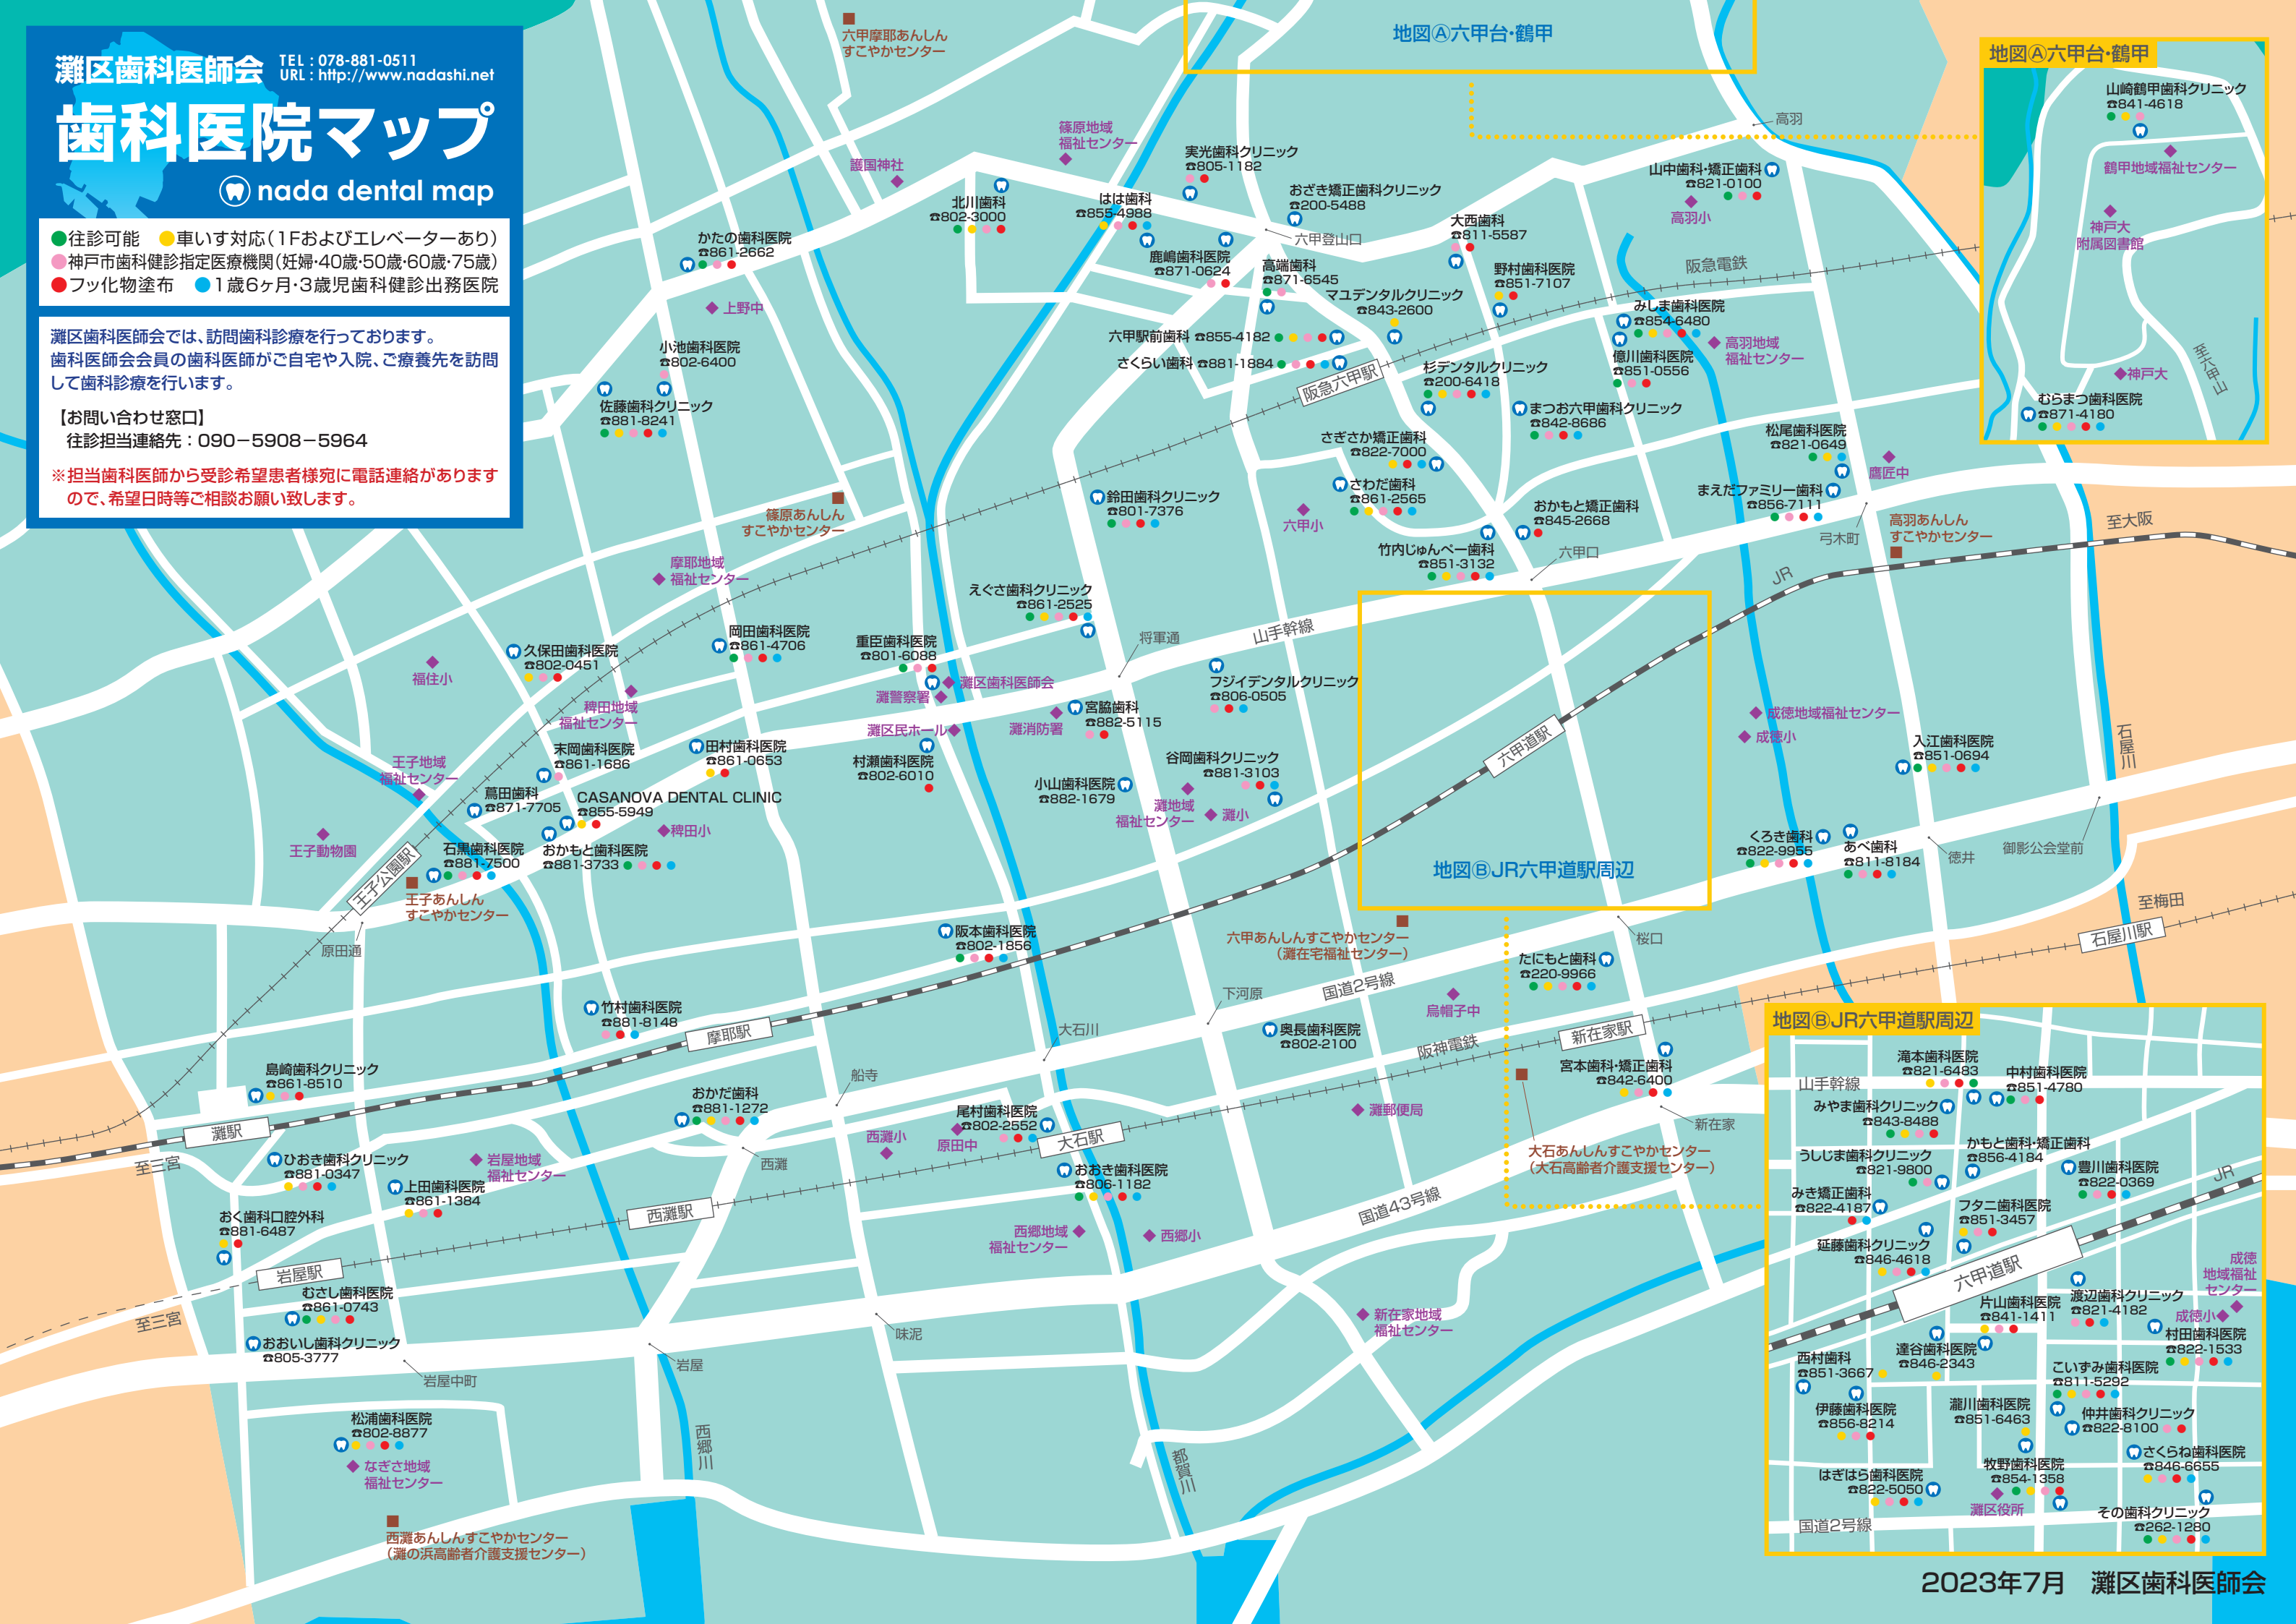 灘区歯科医師会
TEL : 078-881-0511
URL : http://www.nadashi.net
歯科医院マップ
nada dental map
●往診可能 ●車いす対応(1Fおよびエレベーターあり)
●神戸市歯科健診指定医療機関(妊婦・40歳・50歳・60歳・75歳)
●フッ化物塗布 ●1歳6ヶ月・3歳児歯科健診出務医院
灘区歯科医師会では、訪問歯科診療を行っております。
歯科医師会会員の歯科医師がご自宅や入院、ご療養先を訪問
して歯科診療を行います。
【お問い合わせ窓口】
往診担当連絡先：090－5908－5964
※担当歯科医師から受診希望患者様宛に電話連絡があります
ので、希望日時等ご相談お願い致します。
六甲摩耶あんしん
すこやかセンター
地図Ⓐ六甲台・鶴甲
高羽
篠原地域
福祉センター
護国神社
実光歯科クリニック
☎805-1182
北川歯科
☎802-3000
はは歯科
☎855-4988
おざき矯正歯科クリニック
☎200-5488
山中歯科・矯正歯科
☎821-0100
高羽小
大西歯科
☎811-5587
六甲登山口
かたの歯科医院
☎861-2662
上野中
鹿嶋歯科医院
☎871-0624
高端歯科
☎871-6545
野村歯科医院
☎851-7107
阪急電鉄
マユデンタルクリニック
☎843-2600
みしま歯科医院
☎854-6480
六甲駅前歯科 ☎855-4182
さくらい歯科 ☎881-1884
高羽地域
福祉センター
億川歯科医院
☎851-0556
小池歯科医院
☎802-6400
阪急六甲駅
杉デンタルクリニック
☎200-6418
佐藤歯科クリニック
☎881-8241
まつお六甲歯科クリニック
☎842-8686
さぎさか矯正歯科
☎822-7000
松尾歯科医院
☎821-0649
鷹匠中
さわだ歯科
☎861-2565
鈴田歯科クリニック
☎801-7376
六甲小
おかもと矯正歯科
☎845-2668
まえだファミリー歯科
☎856-7111
弓木町
高羽あんしん
すこやかセンター
至大阪
篠原あんしん
すこやかセンター
竹内じゅんぺー歯科
☎851-3132
六甲口
JR
摩耶地域
福祉センター
えぐさ歯科クリニック
☎861-2525
将軍通
山手幹線
岡田歯科医院
☎861-4706
重臣歯科医院
☎801-6088
久保田歯科医院
☎802-0451
福住小
灘区歯科医師会
灘警察署
灘区民ホール
フジイデンタルクリニック
☎806-0505
宮脇歯科
☎882-5115
灘消防署
稗田地域
福祉センター
末岡歯科医院
☎861-1686
田村歯科医院
☎861-0653
村瀬歯科医院
☎802-6010
小山歯科医院
☎882-1679
谷岡歯科クリニック
☎881-3103
灘地域
福祉センター
灘小
六甲道駅
成徳地域福祉センター
成徳小
石屋川
入江歯科医院
☎851-0694
王子地域
福祉センター
蔦田歯科
☎871-7705
CASANOVA DENTAL CLINIC
☎855-5949
稗田小
王子動物園
王子公園駅
石黒歯科医院
☎881-7500
おかもと歯科医院
☎881-3733
王子あんしん
すこやかセンター
原田通
地図ⒷJR六甲道駅周辺
くろき歯科
☎822-9955
あべ歯科
☎811-8184
徳井
御影公会堂前
至梅田
石屋川駅
阪本歯科医院
☎802-1856
六甲あんしんすこやかセンター
(灘在宅福祉センター)
桜口
たにもと歯科
☎220-9966
国道2号線
下河原
烏帽子中
竹村歯科医院
☎881-8148
摩耶駅
大石川
奥長歯科医院
☎802-2100
阪神電鉄
新在家駅
宮本歯科・矯正歯科
☎842-6400
新在家
島崎歯科クリニック
☎861-8510
灘駅
船寺
おかだ歯科
☎881-1272
西灘
西灘小
尾村歯科医院
☎802-2552
原田中
大石駅
灘郵便局
大石あんしんすこやかセンター
(大石高齢者介護支援センター)
至三宮
ひおき歯科クリニック
☎881-0347
岩屋地域
福祉センター
上田歯科医院
☎861-1384
おおき歯科医院
☎806-1182
おく歯科口腔外科
☎881-6487
西灘駅
国道43号線
西郷地域
福祉センター
西郷小
岩屋駅
むさし歯科医院
☎861-0743
至三宮
おおいし歯科クリニック
☎805-3777
岩屋中町
岩屋
味泥
新在家地域
福祉センター
松浦歯科医院
☎802-8877
なぎさ地域
福祉センター
西郷川
都賀川
西灘あんしんすこやかセンター
(灘の浜高齢者介護支援センター)
地図Ⓐ六甲台・鶴甲
山崎鶴甲歯科クリニック
☎841-4618
鶴甲地域福祉センター
神戸大
附属図書館
至六甲山
神戸大
むらまつ歯科医院
☎871-4180
地図ⒷJR六甲道駅周辺
滝本歯科医院
☎821-6483
山手幹線
中村歯科医院
☎851-4780
みやま歯科クリニック
☎843-8488
かもと歯科・矯正歯科
☎856-4184
うしじま歯科クリニック
☎821-9800
豊川歯科医院
☎822-0369
みき矯正歯科
☎822-4187
フタニ歯科医院
☎851-3457
JR
延藤歯科クリニック
☎846-4618
六甲道駅
成徳
地域福祉
センター
成徳小
片山歯科医院
☎841-1411
渡辺歯科クリニック
☎821-4182
村田歯科医院
☎822-1533
達谷歯科医院
☎846-2343
西村歯科
☎851-3667
こいずみ歯科医院
☎811-5292
伊藤歯科医院
☎856-8214
瀧川歯科医院
☎851-6463
仲井歯科クリニック
☎822-8100
さくらね歯科医院
☎846-6655
牧野歯科医院
☎854-1358
はぎはら歯科医院
☎822-5050
灘区役所
その歯科クリニック
☎262-1280
国道2号線
2023年7月 灘区歯科医師会